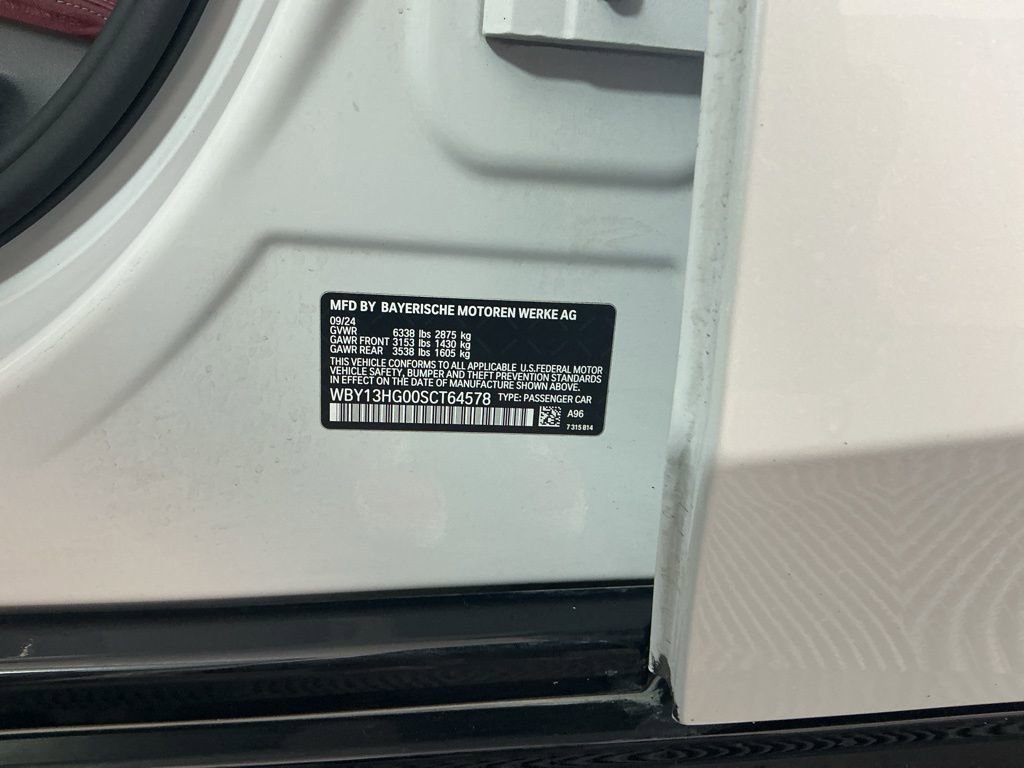 MFD BY BAYERISCHE MOTOREN WERKE AG
09/24
GVWR 6338 lbs 2875 kg
GAWR FRONT 3153 lbs 1430 kg
GAWR REAR 3538 lbs 1605 kg
THIS VEHICLE CONFORMS TO ALL APPLICABLE U.S.FEDERAL MOTOR
VEHICLE SAFETY, BUMPER AND THEFT PREVENTION STANDARDS
IN EFFECT ON THE DATE OF MANUFACTURE SHOWN ABOVE.
WBY13HG00SCT64578 TYPE: PASSENGER CAR
A96
7 315 814